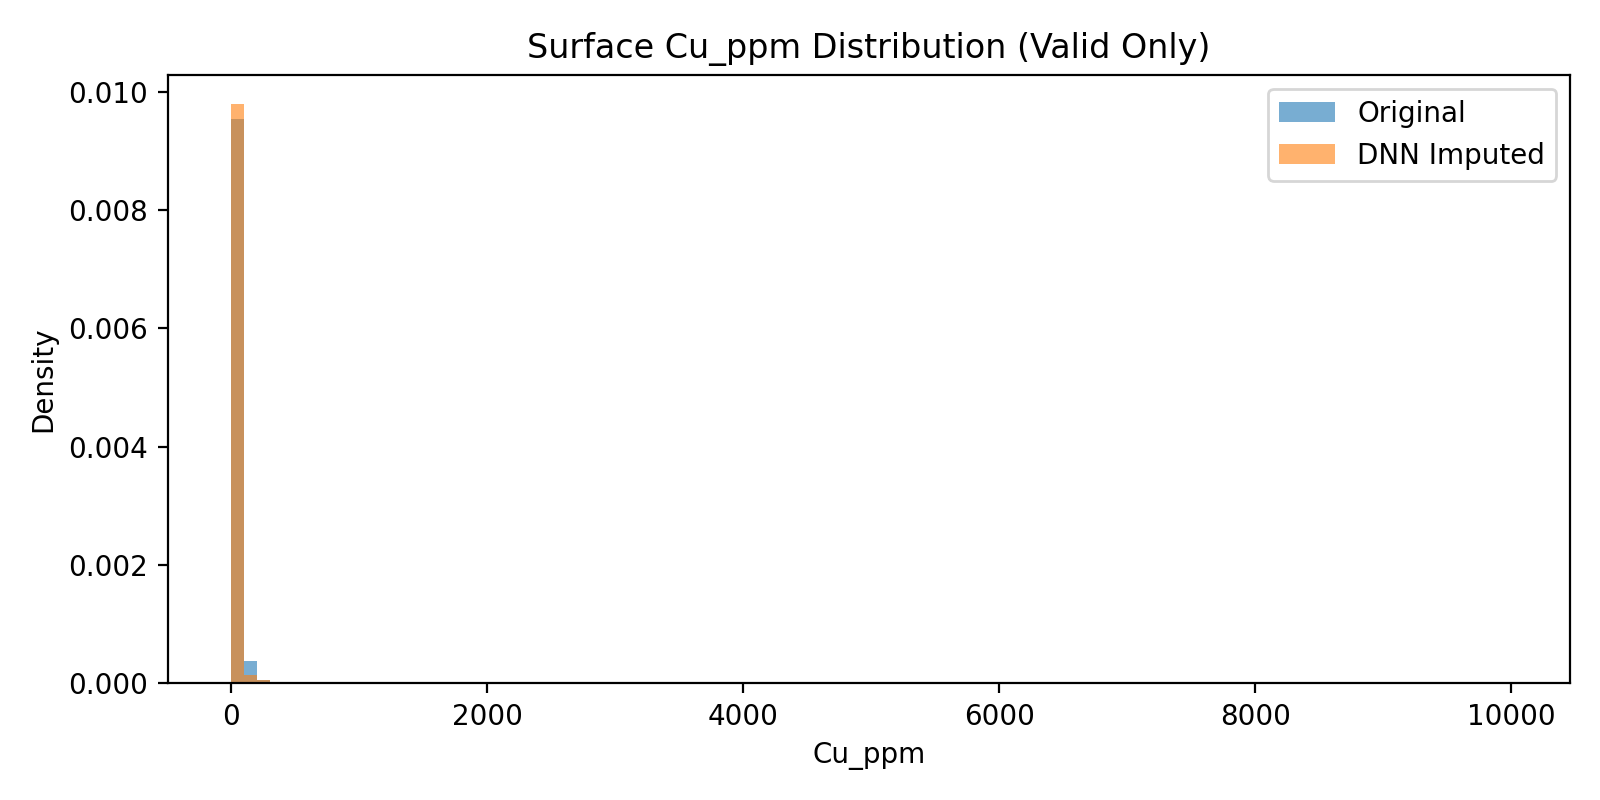 Surface Cu_ppm Distribution (Valid Only)
Original
DNN Imputed
0.010
0.008
0.006
0.004
0.002
0.000
Density
0 2000 4000 6000 8000 10000
Cu_ppm